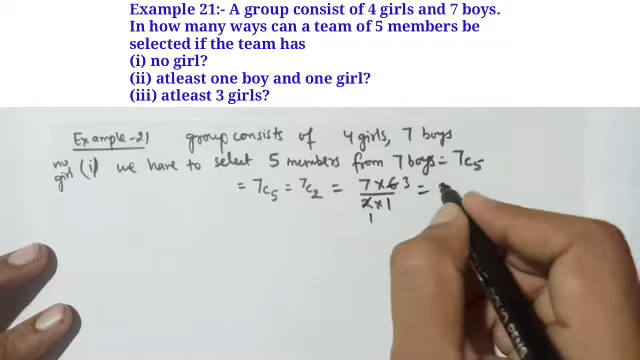 Example 21:- A group consist of 4 girls and 7 boys.
In how many ways can a team of 5 members be
selected if the team has
(i) no girl?
(ii) atleast one boy and one girl?
(iii) atleast 3 girls?
Example-21 group consists of 4 girls, 7 boys
no girl (i) we have to select 5 members from 7 boys = 7C5
= 7C5 = 7C2 = 7 × 6 3 / 2 × 1 1 =